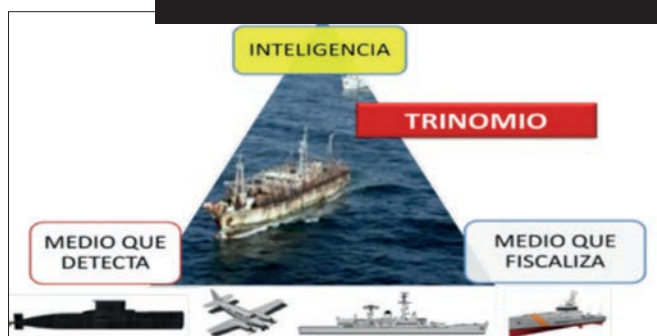 INTELIGENCIA
TRINOMIO
MEDIO QUE
DETECTA
MEDIO QUE
FISCALIZA